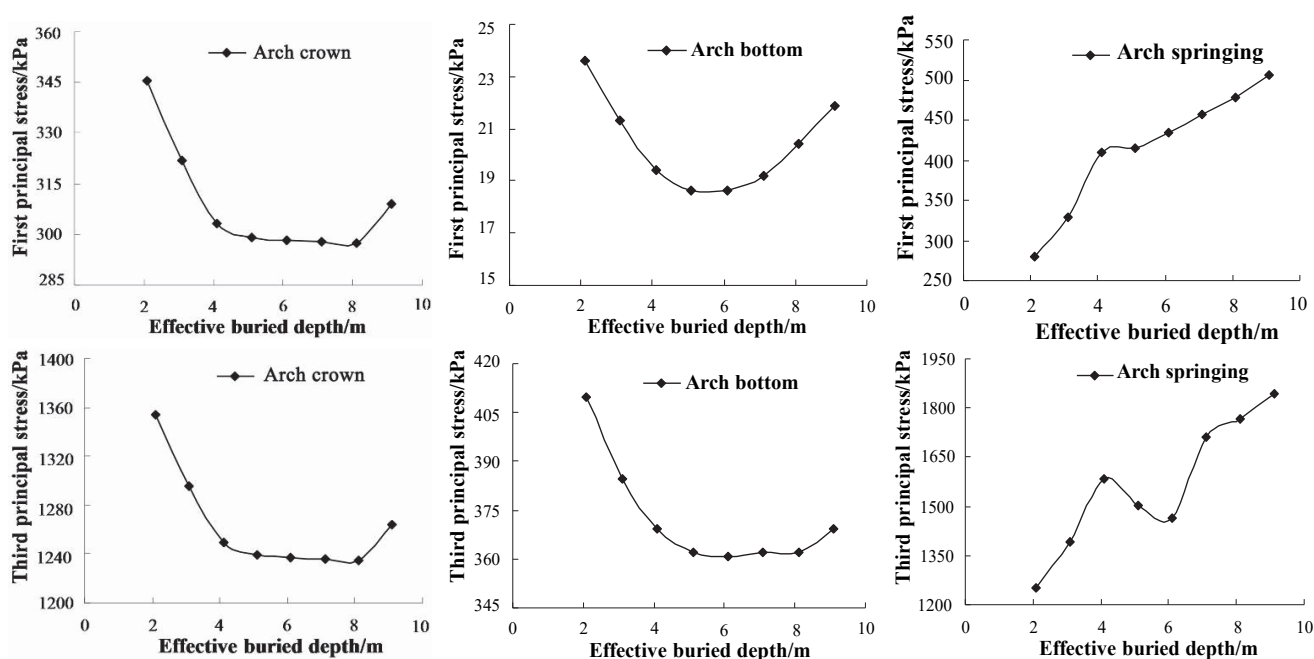 First principal stress/kPa
360
345
330
315
300
285
Arch crown
0 2 4 6 8 10
Effective buried depth/m
First principal stress/kPa
25
23
21
19
17
15
Arch bottom
0 2 4 6 8 10
Effective buried depth/m
First principal stress/kPa
550
500
450
400
350
300
250
Arch springing
0 2 4 6 8 10
Effective buried depth/m
Third principal stress/kPa
1400
1360
1320
1280
1240
1200
Arch crown
0 2 4 6 8 10
Effective buried depth/m
Third principal stress/kPa
420
405
390
375
360
345
Arch bottom
0 2 4 6 8 10
Effective buried depth/m
Third principal stress/kPa
1950
1800
1650
1500
1350
1200
Arch springing
0 2 4 6 8 10
Effective buried depth/m